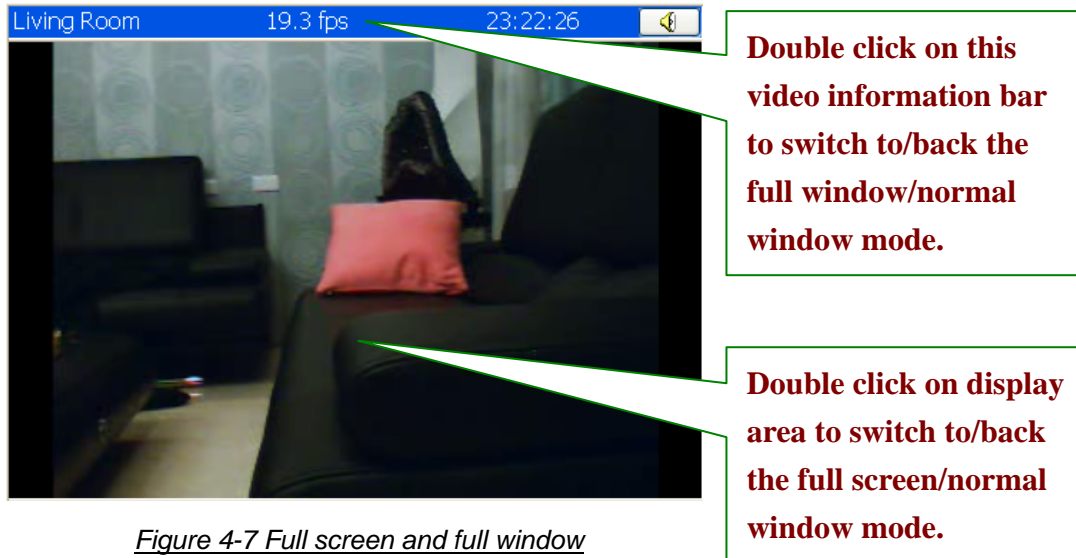 Living Room 19.3 fps 23:22:26
Double click on this
video information bar
to switch to/back the
full window/normal
window mode.
Double click on display
area to switch to/back
the full screen/normal
window mode.
Figure 4-7 Full screen and full window